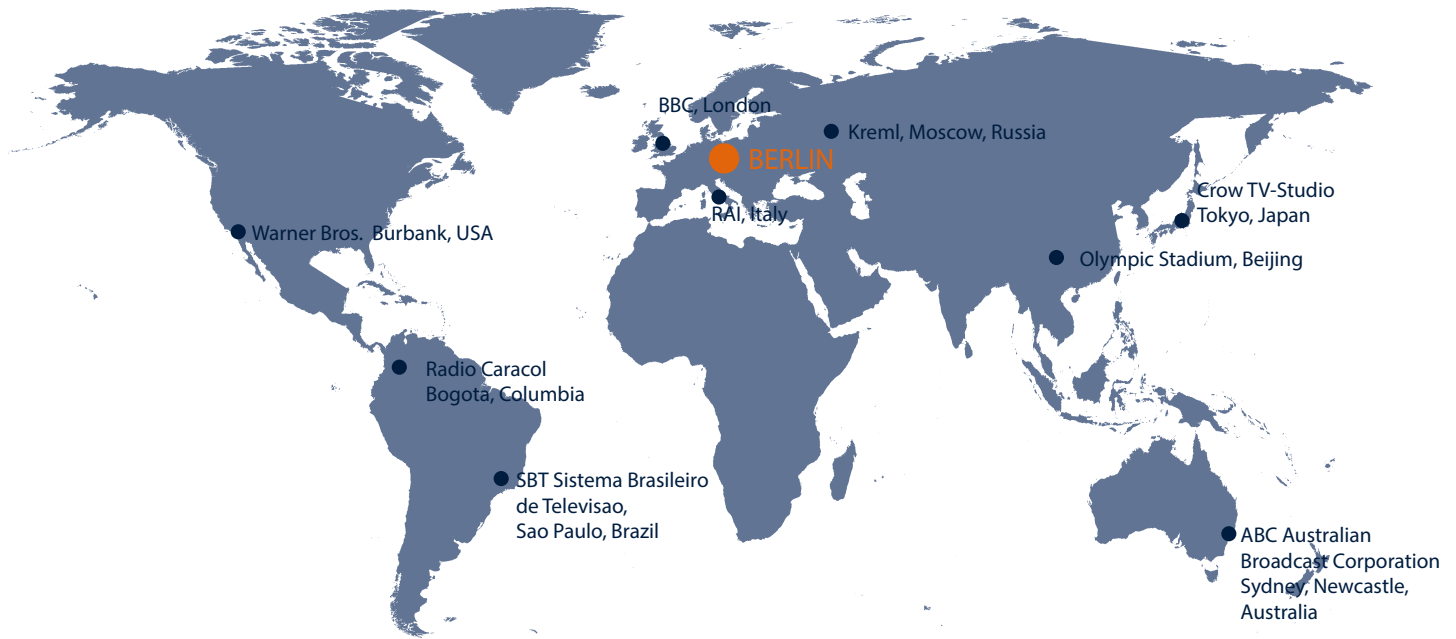 BBC, London
Kreml, Moscow, Russia
BERLIN
Crow TV-Studio
Tokyo, Japan
RAI, Italy
Warner Bros.  Burbank, USA
Olympic Stadium, Beijing
Radio Caracol
Bogota, Columbia
SBT Sistema Brasileiro
de Televisao,
Sao Paulo, Brazil
ABC Australian
Broadcast Corporation
Sydney, Newcastle,
Australia